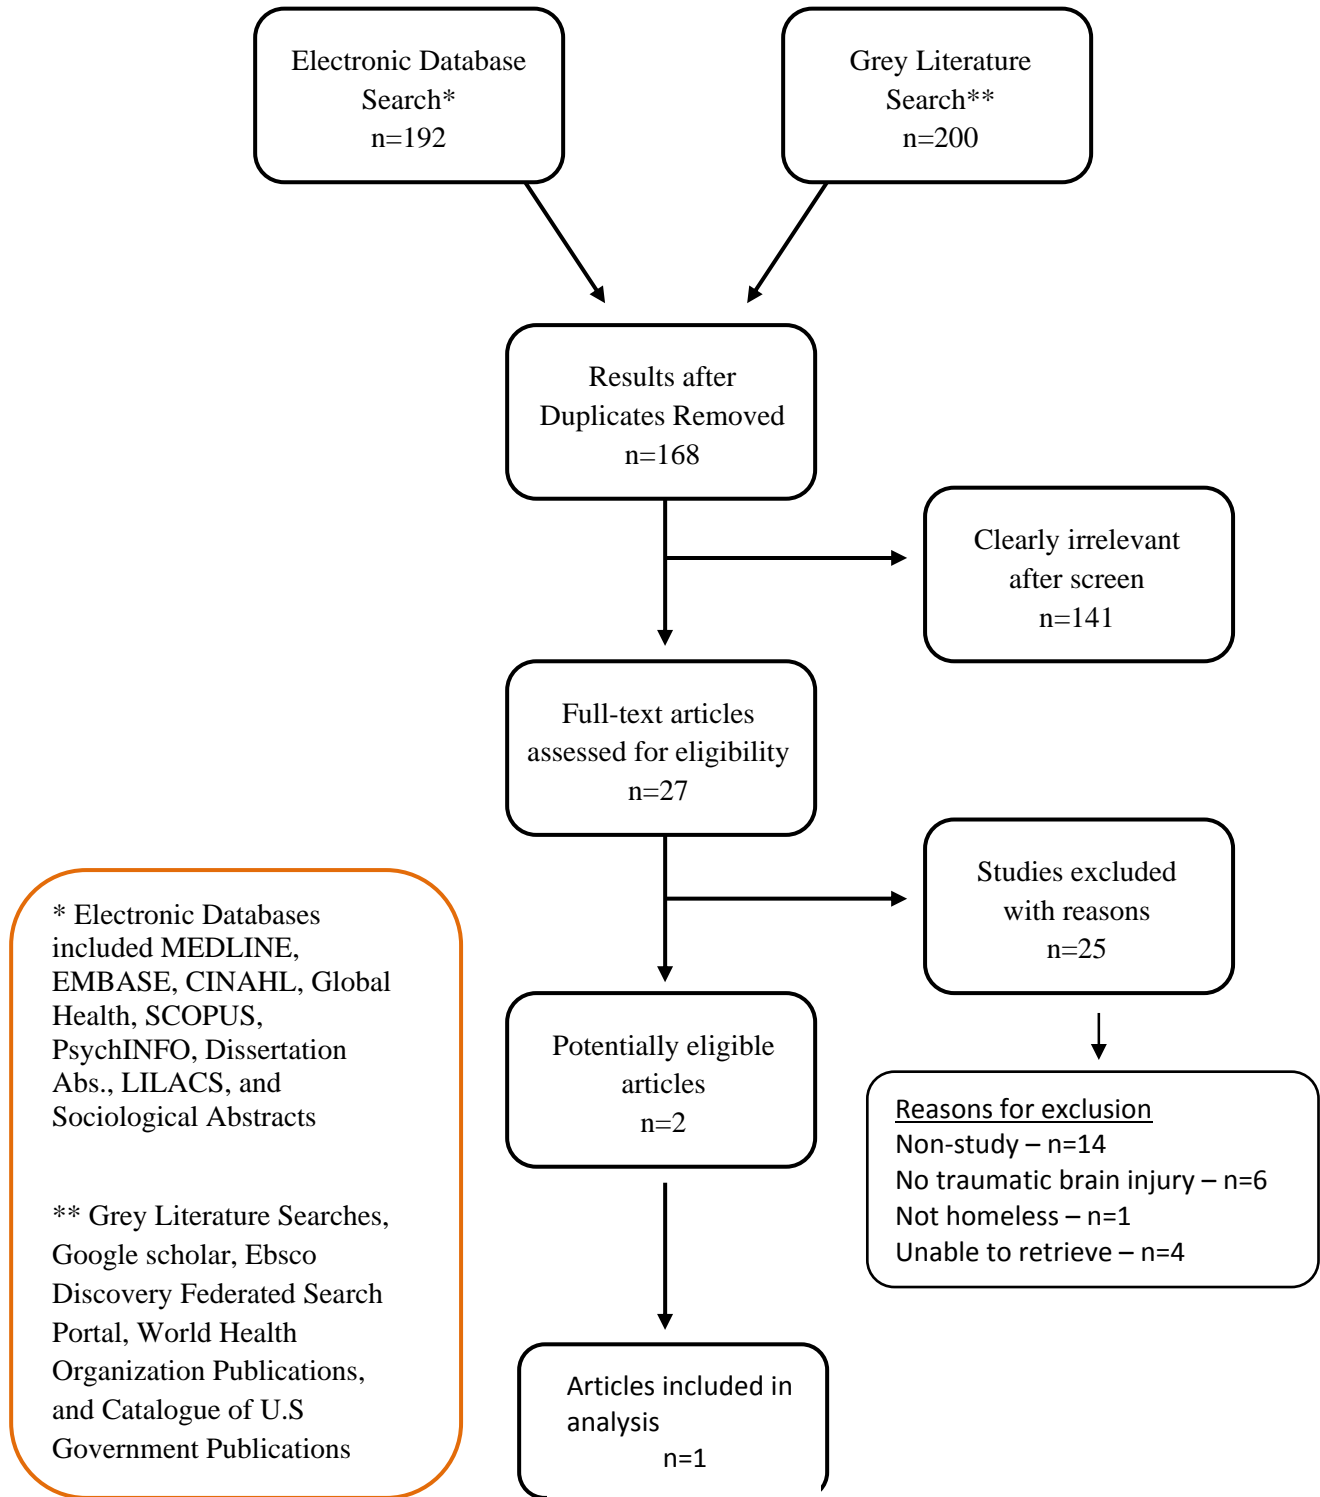 Electronic Database
Search*
n=192
Grey Literature
Search**
n=200
Results after
Duplicates Removed
n=168
Clearly irrelevant
after screen
n=141
Full-text articles
assessed for eligibility
n=27
Studies excluded
with reasons
n=25
* Electronic Databases
included MEDLINE,
EMBASE, CINAHL, Global
Health, SCOPUS,
PsychINFO, Dissertation
Abs., LILACS, and
Sociological Abstracts
** Grey Literature Searches,
Google scholar, Ebsco
Discovery Federated Search
Portal, World Health
Organization Publications,
and Catalogue of U.S
Government Publications
Potentially eligible
articles
n=2
Reasons for exclusion
Non-study – n=14
No traumatic brain injury – n=6
Not homeless – n=1
Unable to retrieve – n=4
Articles included in
analysis
n=1